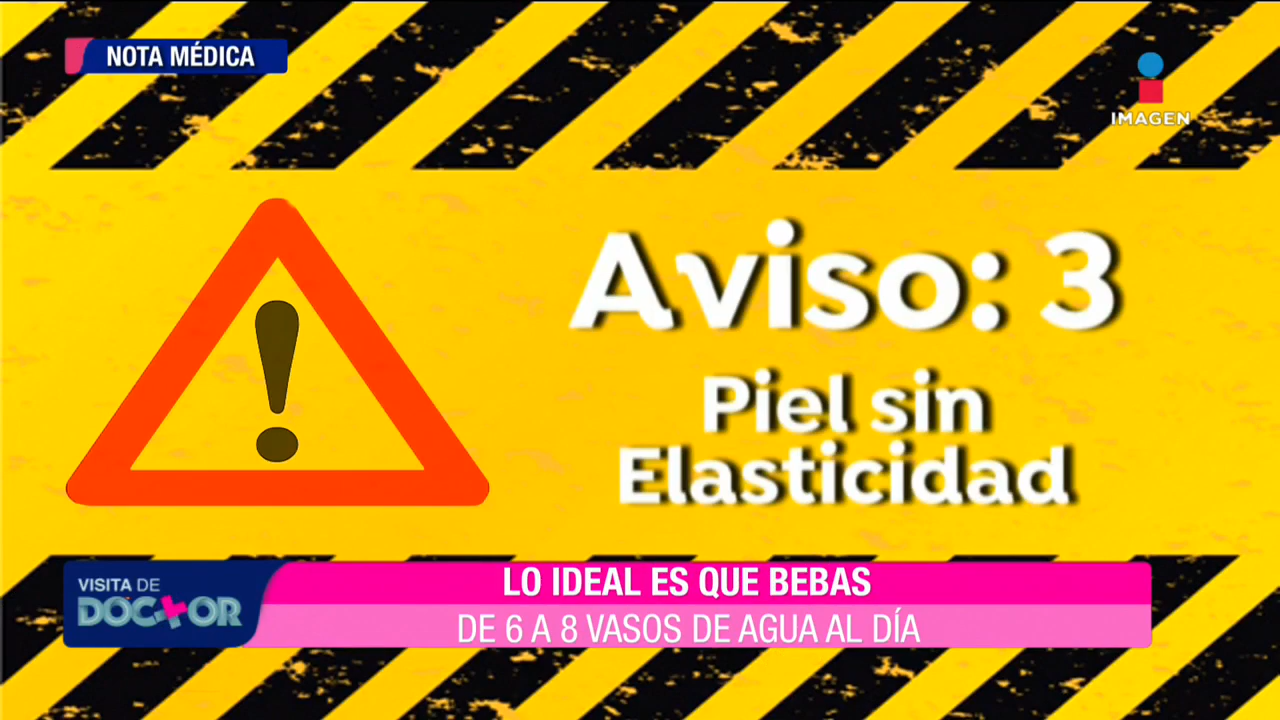 NOTA MÉDICA
IMAGEN
Aviso: 3
Piel sin
Elasticidad
VISITA DE
DOCTOR
LO IDEAL ES QUE BEBAS
DE 6 A 8 VASOS DE AGUA AL DÍA